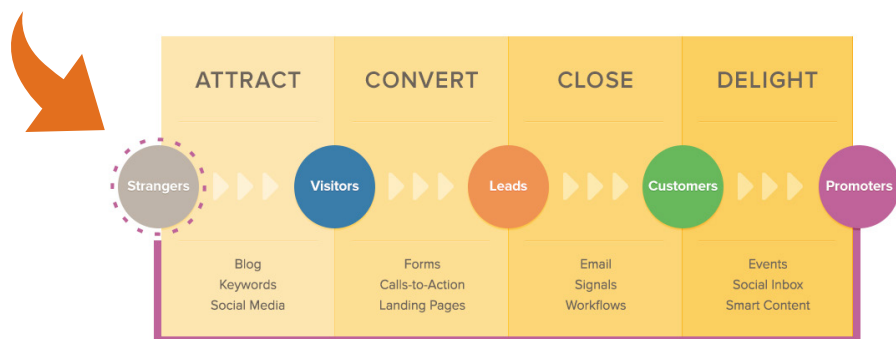 ATTRACT
CONVERT
CLOSE
DELIGHT
Strangers
Visitors
Leads
Customers
Promoters
Blog
Keywords
Social Media
Forms
Calls-to-Action
Landing Pages
Email
Signals
Workflows
Events
Social Inbox
Smart Content